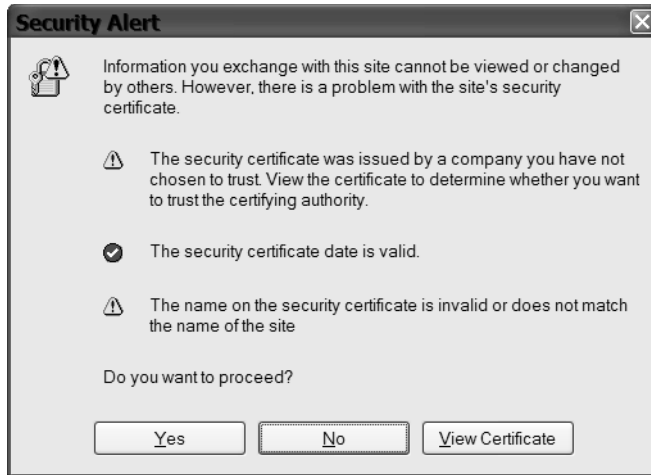 Security Alert
Information you exchange with this site cannot be viewed or changed
by others. However, there is a problem with the site's security
certificate.
The security certificate was issued by a company you have not
chosen to trust. View the certificate to determine whether you want
to trust the certifying authority.
The security certificate date is valid.
The name on the security certificate is invalid or does not match
the name of the site
Do you want to proceed?
Yes
No
View Certificate